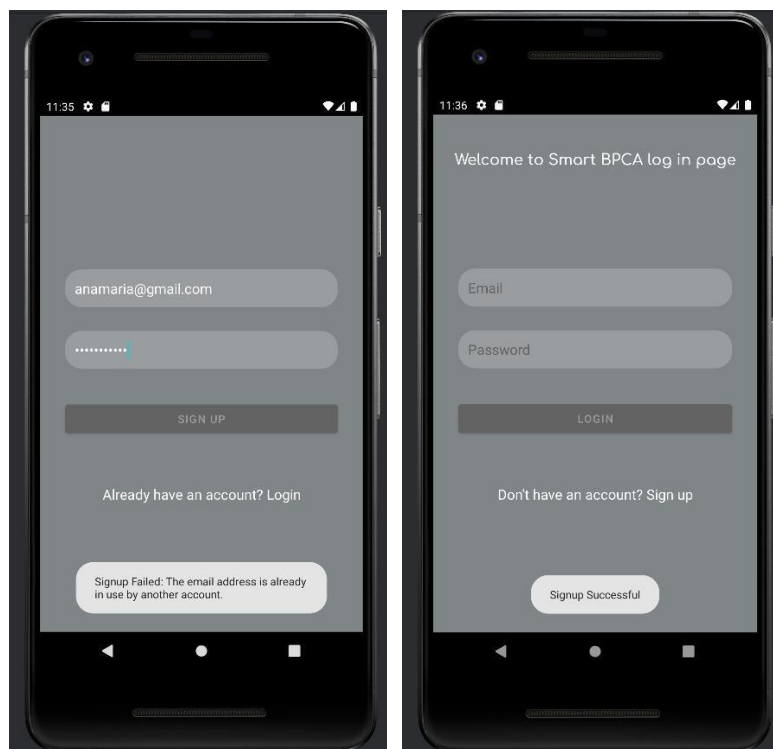 11:35
anamaria@gmail.com
•••••••••••
SIGN UP
Already have an account? Login
Signup Failed: The email address is already
in use by another account.
11:36
Welcome to Smart BPCA log in page
Email
Password
LOGIN
Don't have an account? Sign up
Signup Successful